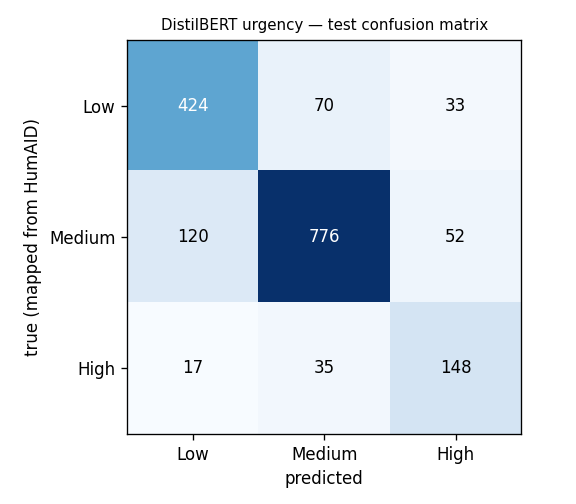 DistilBERT urgency — test confusion matrix
true (mapped from HumAID)
Low 424 70 33
Medium 120 776 52
High 17 35 148
Low Medium High
predicted